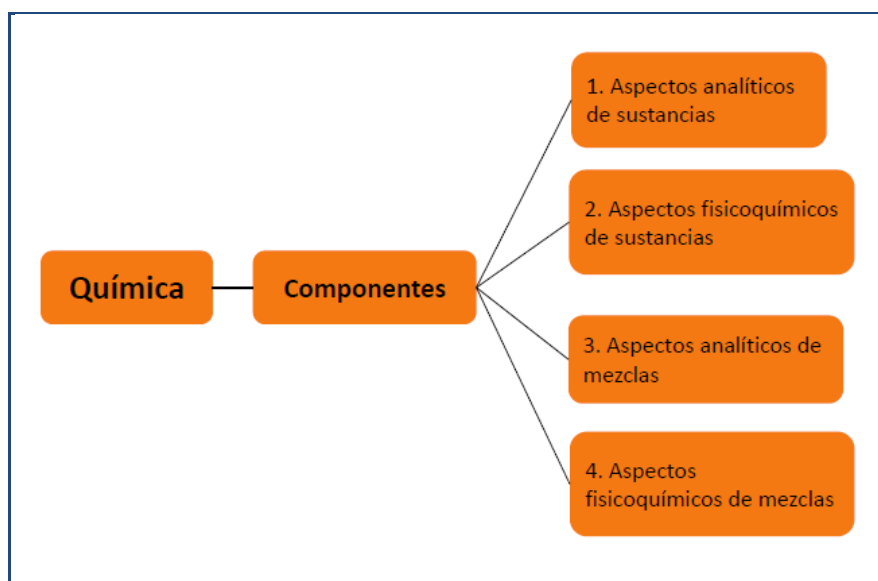 Química
Componentes
1. Aspectos analíticos
de sustancias
2. Aspectos fisicoquímicos
de sustancias
3. Aspectos analíticos de
mezclas
4. Aspectos
fisicoquímicos de mezclas